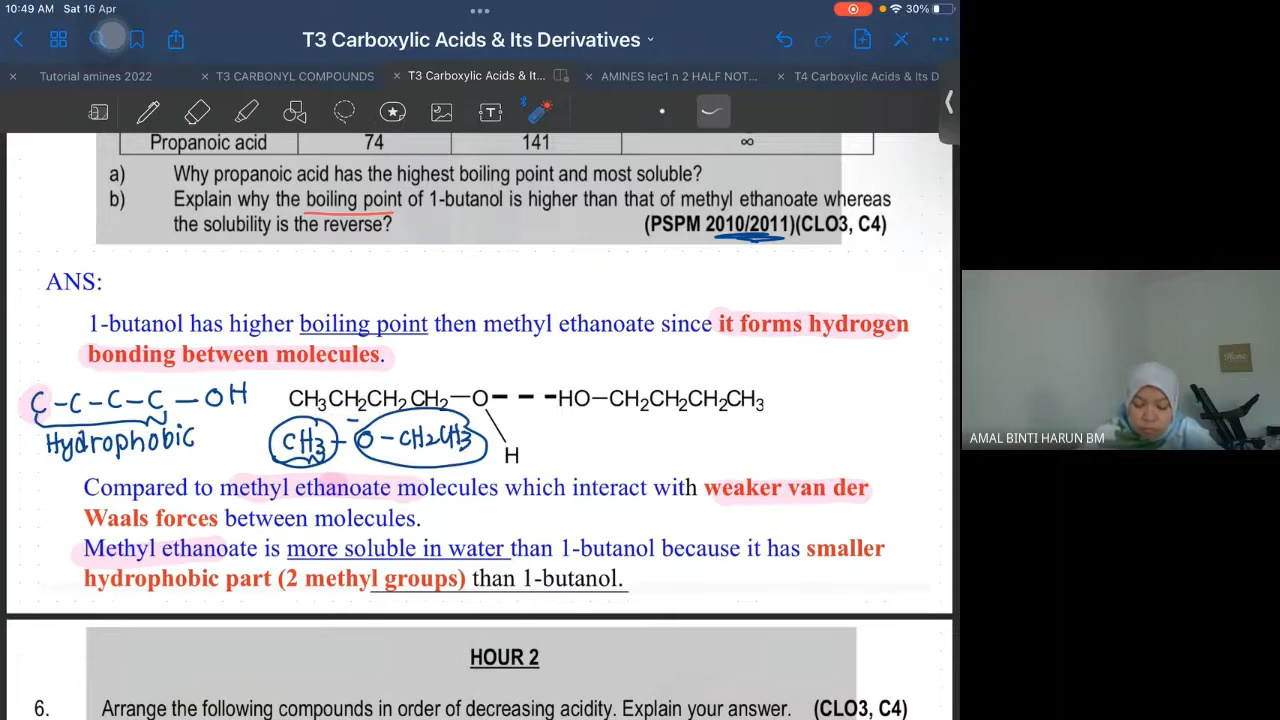 10:49 AM Sat 16 Apr
30%
T3 Carboxylic Acids & Its Derivatives
Tutorial amines 2022
T3 CARBONYL COMPOUNDS
T3 Carboxylic Acids & It...
AMINES lec1 n 2 HALF NOT...
T4 Carboxylic Acids & Its D
Propanoic acid 74 141 ∞
a) Why propanoic acid has the highest boiling point and most soluble?
b) Explain why the boiling point of 1-butanol is higher than that of methyl ethanoate whereas
the solubility is the reverse? (PSPM 2010/2011)(CLO3, C4)
ANS:
1-butanol has higher boiling point then methyl ethanoate since it forms hydrogen
bonding between molecules.
C-C-C-C-OH
CH3CH2CH2CH2—O---HO—CH2CH2CH2CH3
H
Hydrophobic
CH3-O-CH2CH3
Compared to methyl ethanoate molecules which interact with weaker van der
Waals forces between molecules.
Methyl ethanoate is more soluble in water than 1-butanol because it has smaller
hydrophobic part (2 methyl groups) than 1-butanol.
HOUR 2
6. Arrange the following compounds in order of decreasing acidity. Explain your answer. (CLO3, C4)
Home
AMAL BINTI HARUN BM